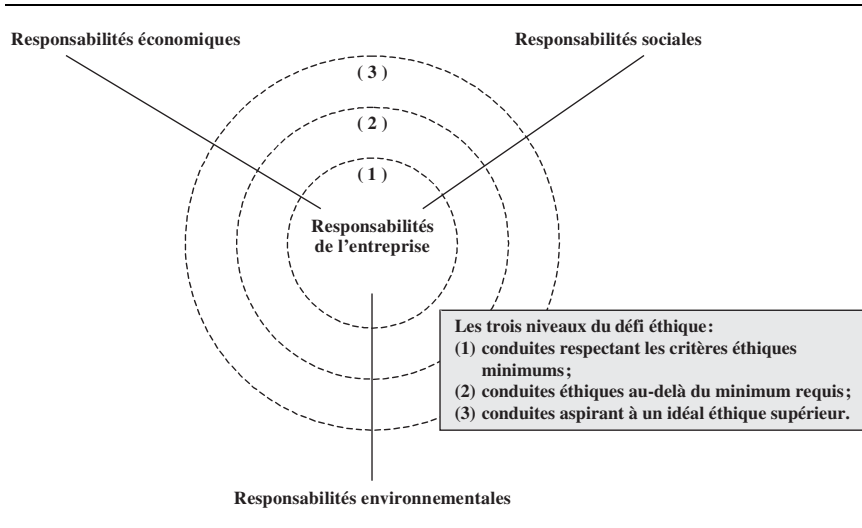 Responsabilités économiques
Responsabilités sociales
(3)
(2)
(1)
Responsabilités
de l’entreprise
Les trois niveaux du défi éthique:
(1) conduites respectant les critères éthiques
minimums;
(2) conduites éthiques au-delà du minimum requis;
(3) conduites aspirant à un idéal éthique supérieur.
Responsabilités environnementales